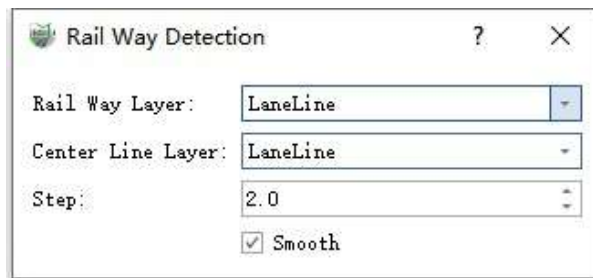 Rail Way Detection ?
Rail Way Layer: LaneLine
Center Line Layer: LaneLine
Step: 2.0
Smooth